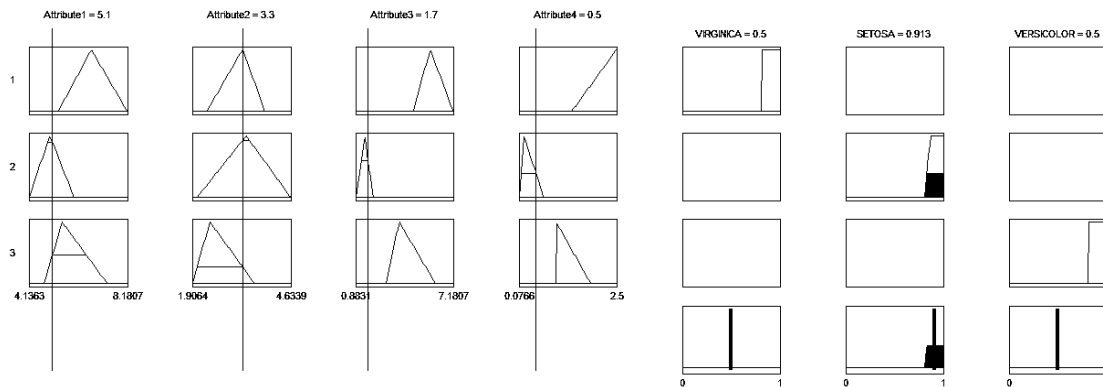 Attribute1 = 5.1
Attribute2 = 3.3
Attribute3 = 1.7
Attribute4 = 0.5
VIRGINICA = 0.5
SETOSA = 0.913
VERSICOLOR = 0.5
1
2
3
4.1363 8.1807
1.9064 4.6339
0.8831 7.1807
0.0766 2.5
0 1
0 1
0